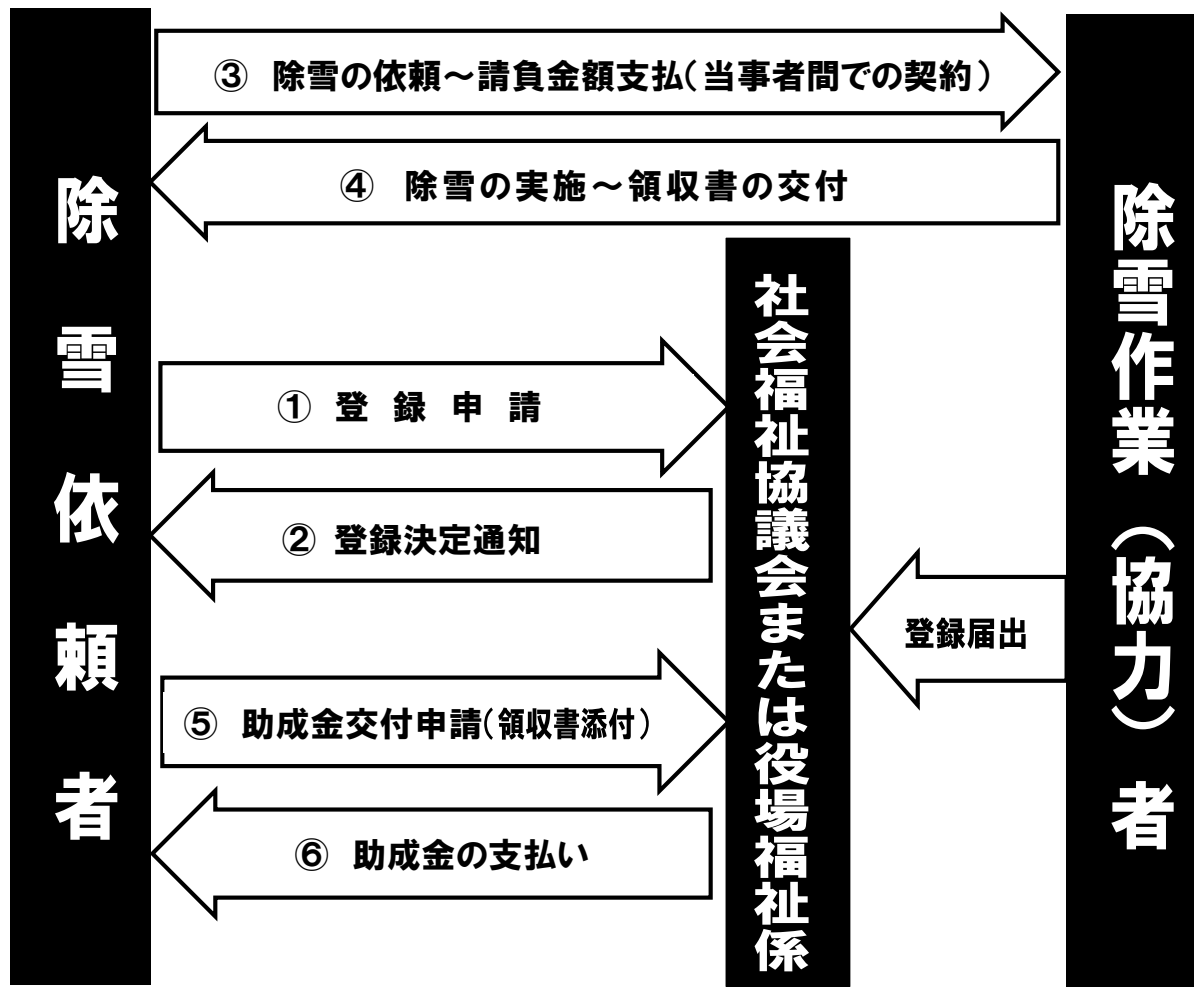 除雪依頼者
③ 除雪の依頼～請負金額支払(当事者間での契約)
④ 除雪の実施～領収書の交付
① 登録申請
② 登録決定通知
⑤ 助成金交付申請(領収書添付)
⑥ 助成金の支払い
社会福祉協議会または役場福祉係
登録届出
除雪作業(協力)者